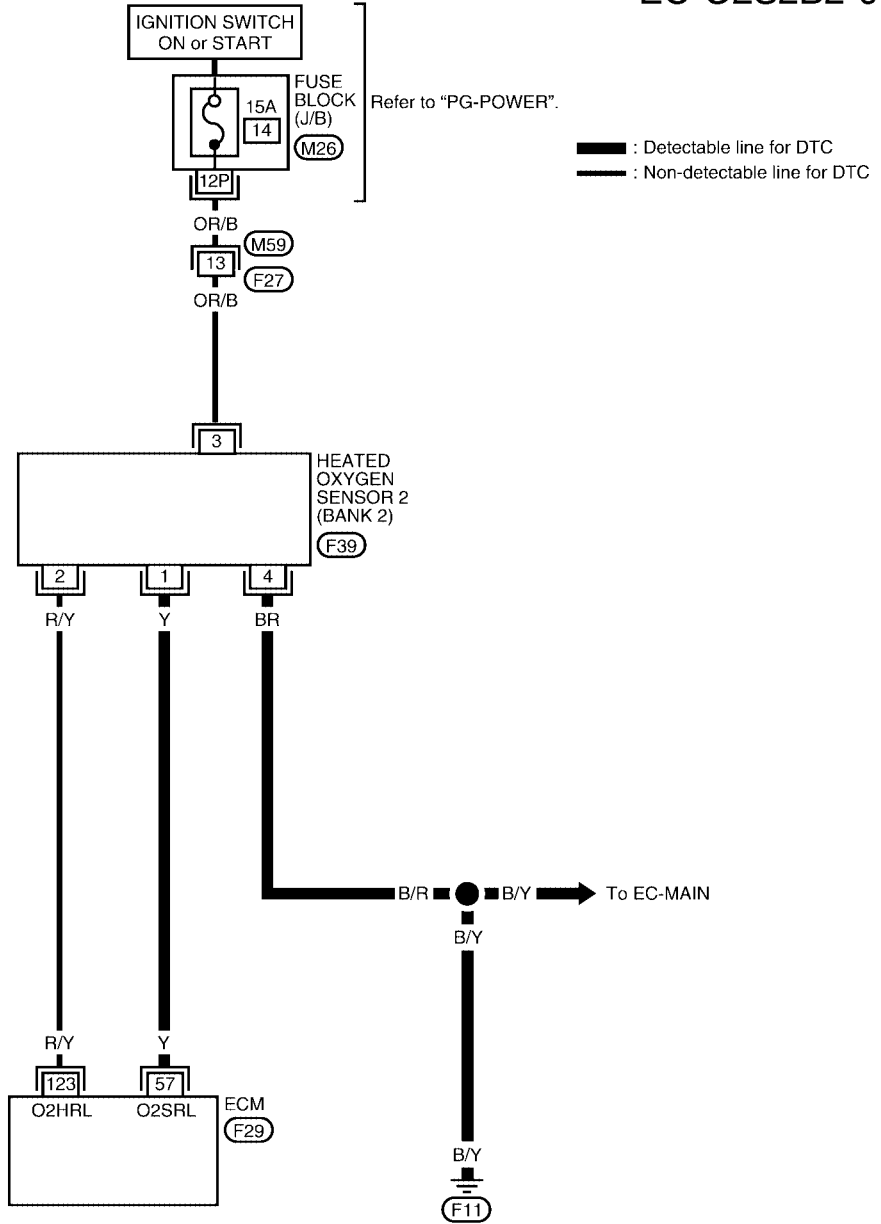 IGNITION SWITCH
ON or START
FUSE
BLOCK
(J/B)
15A
14
M26
Refer to “PG-POWER”.
: Detectable line for DTC
: Non-detectable line for DTC
12P
OR/B
M59
13
F27
OR/B
3
HEATED
OXYGEN
SENSOR 2
(BANK 2)
F39
2 1 4
R/Y Y BR
B/R B/Y To EC-MAIN
B/Y
R/Y Y
123 57
O2HRL O2SRL
ECM
F29
B/Y
F11